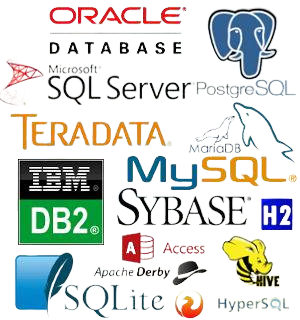 ORACLE
DATABASE
Microsoft®
SQL Server
PostgreSQL
TERADATA®
MariaDB
IBM®
DB2®
MySQL®
SYBASE®
H2
A Access
Apache Derby
HIVE
SQLite
HyperSQL